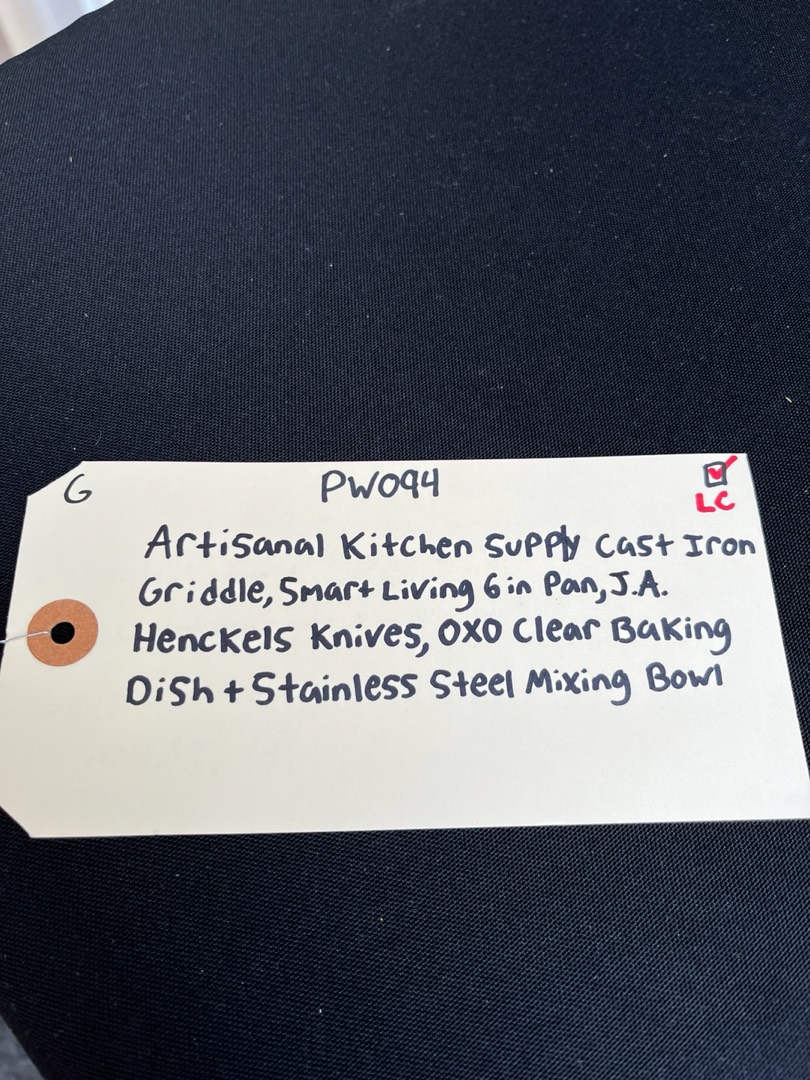 G PW094 ☑
LC
Artisanal Kitchen Supply Cast Iron
Griddle, Smart Living 6 in Pan, J.A.
Henckels Knives, OXO Clear Baking
Dish + Stainless Steel Mixing Bowl